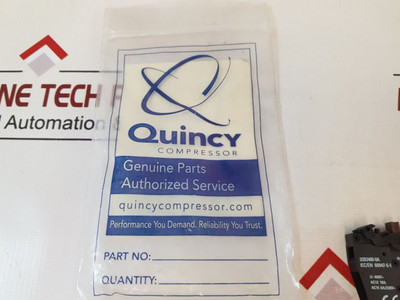 Quincy
COMPRESSOR
Genuine Parts
Authorized Service
quincycompressor.com
Performance You Demand. Reliability You Trust.
PART NO:
QUANTITY:
NE TECH
Automation